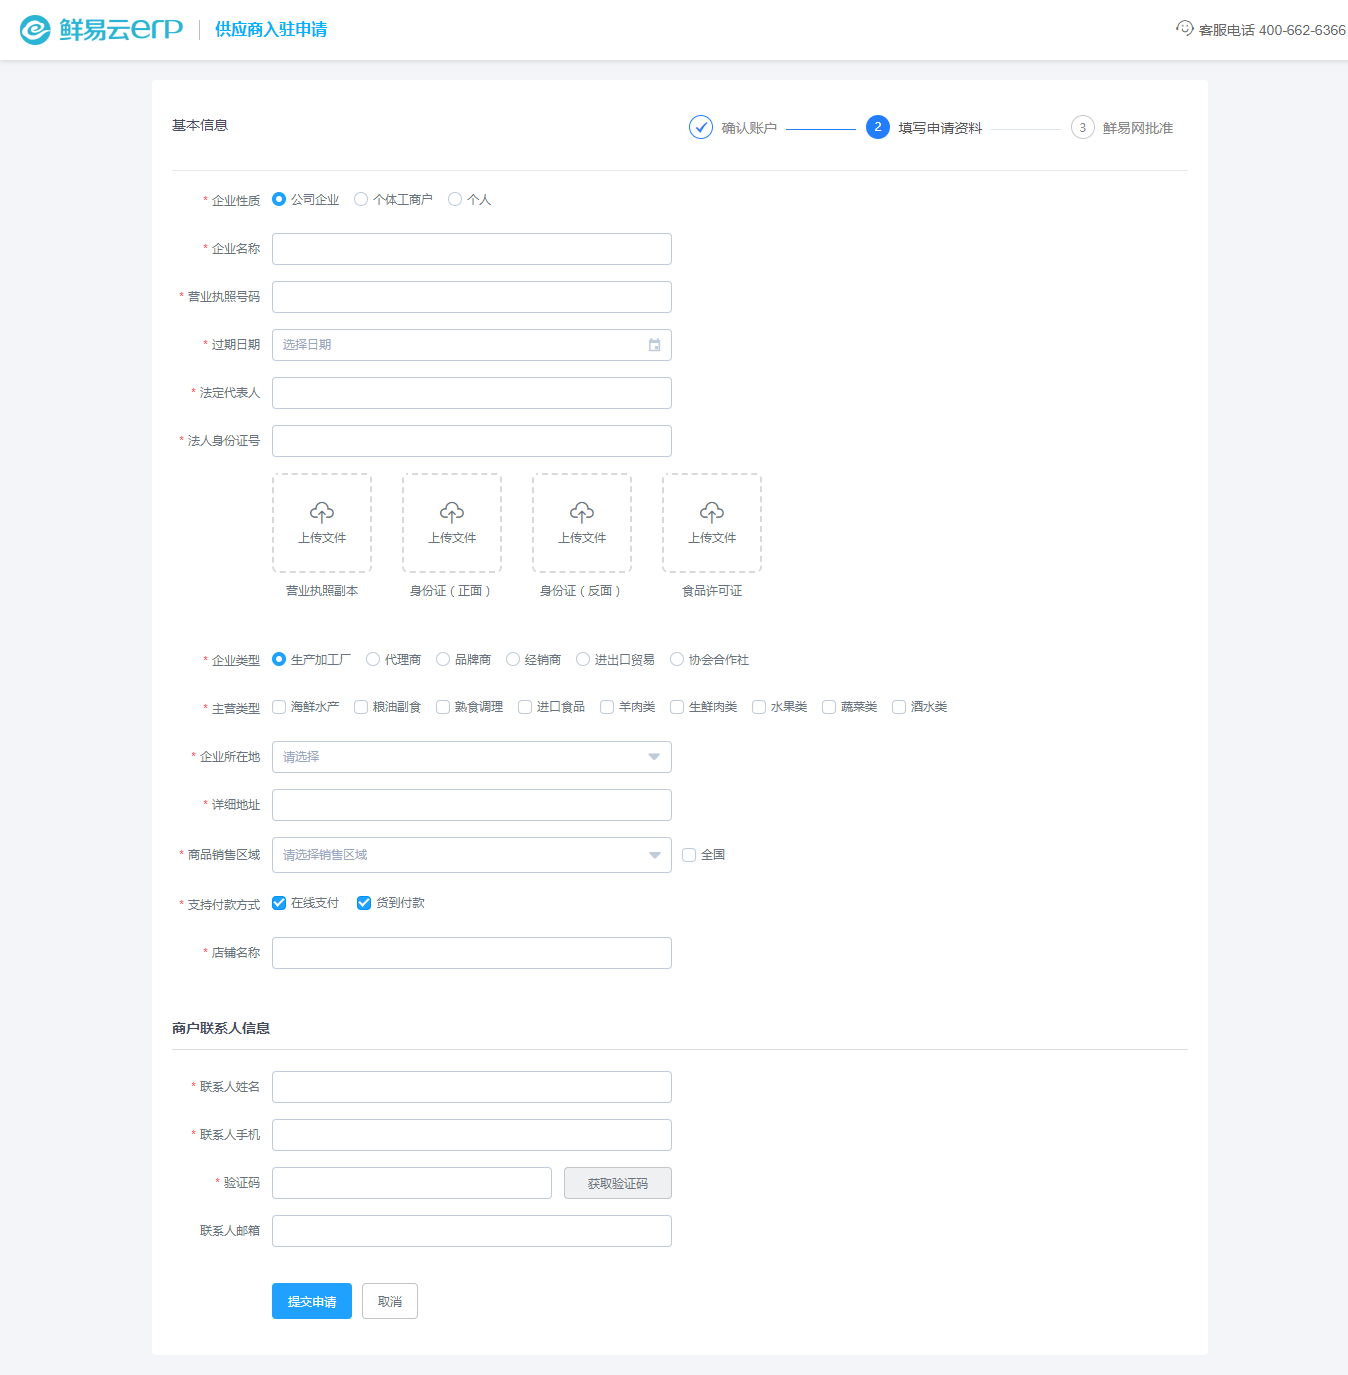 鲜易云erp 供应商入驻申请 客服电话 400-662-6366
基本信息 确认账户 2 填写申请资料 3 鲜易网批准
* 企业性质 公司企业 个体工商户 个人
* 企业名称
* 营业执照号码
* 过期日期 选择日期
* 法定代表人
* 法人身份证号
上传文件 上传文件 上传文件 上传文件
营业执照副本 身份证（正面） 身份证（反面） 食品许可证
* 企业类型 生产加工厂 代理商 品牌商 经销商 进出口贸易 协会合作社
* 主营类型 海鲜水产 粮油副食 熟食调理 进口食品 羊肉类 生鲜肉类 水果类 蔬菜类 酒水类
* 企业所在地 请选择
* 详细地址
* 商品销售区域 请选择销售区域 全国
* 支持付款方式 在线支付 货到付款
* 店铺名称
商户联系人信息
* 联系人姓名
* 联系人手机
* 验证码 获取验证码
联系人邮箱
提交申请 取消